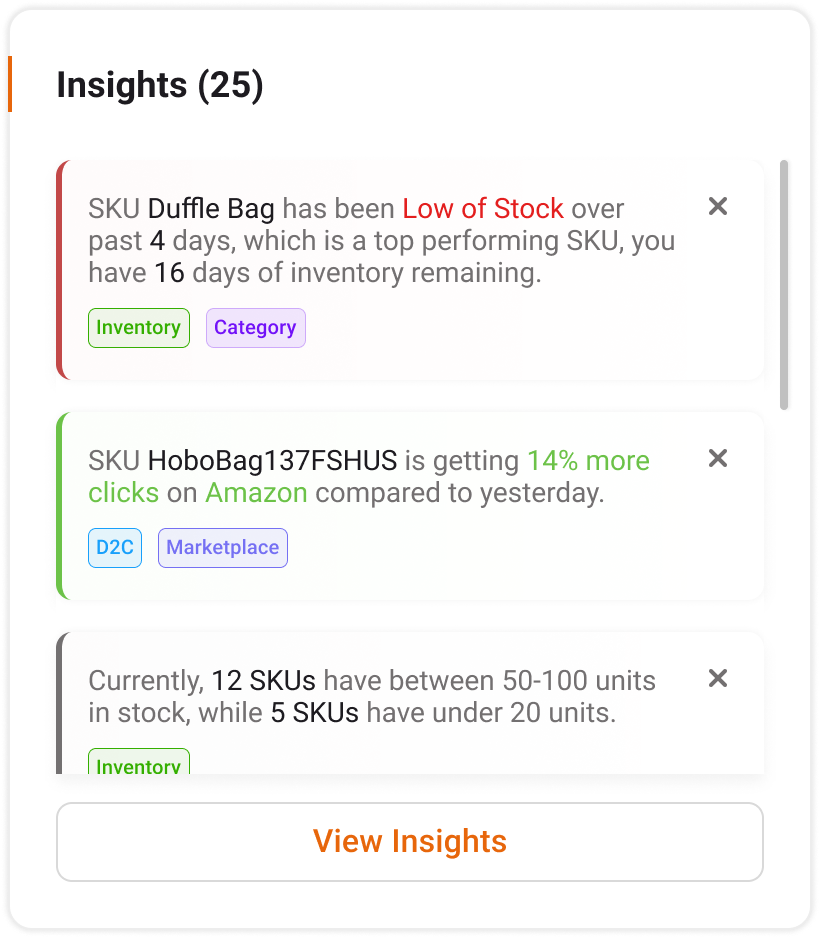 Insights (25)
SKU Duffle Bag has been Low of Stock over
past 4 days, which is a top performing SKU, you
have 16 days of inventory remaining.
Inventory Category
SKU HoboBag137FSHUS is getting 14% more
clicks on Amazon compared to yesterday.
D2C Marketplace
Currently, 12 SKUs have between 50-100 units
in stock, while 5 SKUs have under 20 units.
Inventory
View Insights